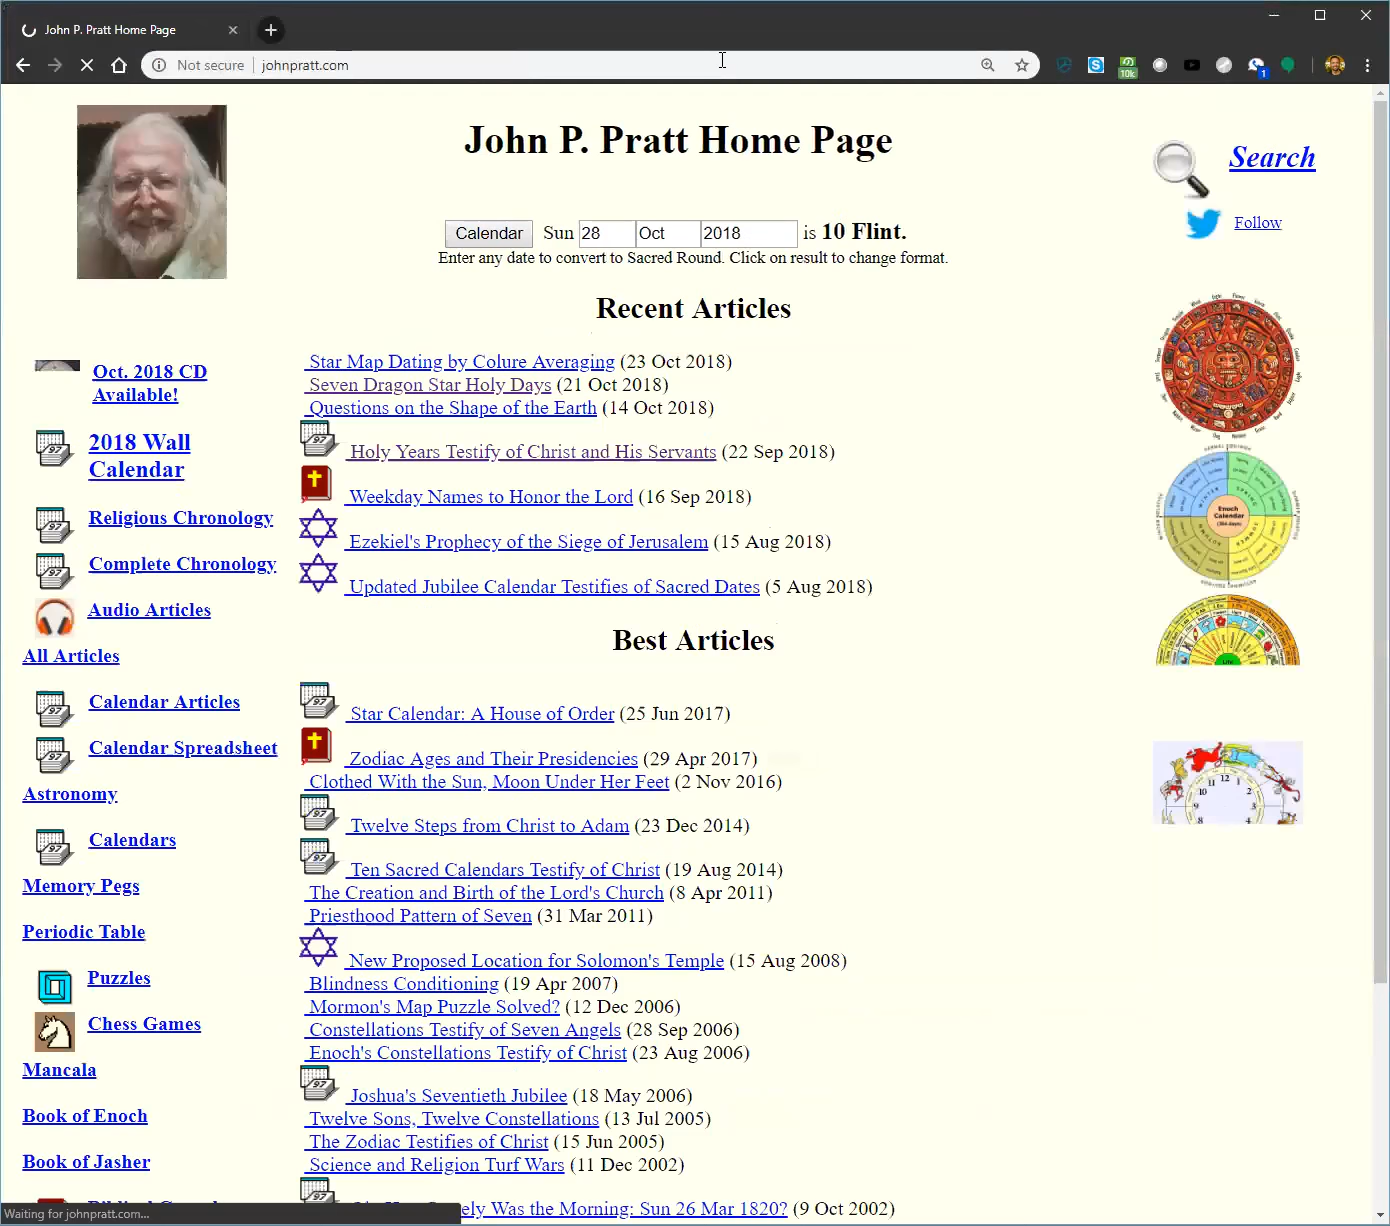 John P. Pratt Home Page
Not secure
johnpratt.com
10k
1
John P. Pratt Home Page
Search
Follow
Calendar Sun 28 Oct 2018 is 10 Flint.
Enter any date to convert to Sacred Round. Click on result to change format.
Recent Articles
Star Map Dating by Colure Averaging (23 Oct 2018)
Seven Dragon Star Holy Days (21 Oct 2018)
Questions on the Shape of the Earth (14 Oct 2018)
Holy Years Testify of Christ and His Servants (22 Sep 2018)
Weekday Names to Honor the Lord (16 Sep 2018)
Ezekiel's Prophecy of the Siege of Jerusalem (15 Aug 2018)
Updated Jubilee Calendar Testifies of Sacred Dates (5 Aug 2018)
Best Articles
Star Calendar: A House of Order (25 Jun 2017)
Zodiac Ages and Their Presidencies (29 Apr 2017)
Clothed With the Sun, Moon Under Her Feet (2 Nov 2016)
Twelve Steps from Christ to Adam (23 Dec 2014)
Ten Sacred Calendars Testify of Christ (19 Aug 2014)
The Creation and Birth of the Lord's Church (8 Apr 2011)
Priesthood Pattern of Seven (31 Mar 2011)
New Proposed Location for Solomon's Temple (15 Aug 2008)
Blindness Conditioning (19 Apr 2007)
Mormon's Map Puzzle Solved? (12 Dec 2006)
Constellations Testify of Seven Angels (28 Sep 2006)
Enoch's Constellations Testify of Christ (23 Aug 2006)
Joshua's Seventieth Jubilee (18 May 2006)
Twelve Sons, Twelve Constellations (13 Jul 2005)
The Zodiac Testifies of Christ (15 Jun 2005)
Science and Religion Turf Wars (11 Dec 2002)
Was the Morning: Sun 26 Mar 1820? (9 Oct 2002)
Oct. 2018 CD
Available!
2018 Wall
Calendar
Religious Chronology
Complete Chronology
Audio Articles
All Articles
Calendar Articles
Calendar Spreadsheet
Astronomy
Calendars
Memory Pegs
Periodic Table
Puzzles
Chess Games
Mancala
Book of Enoch
Book of Jasher
Enoch
Calendar
(364 days)
WINTER
SPRING
Life
12
Waiting for johnpratt.com...